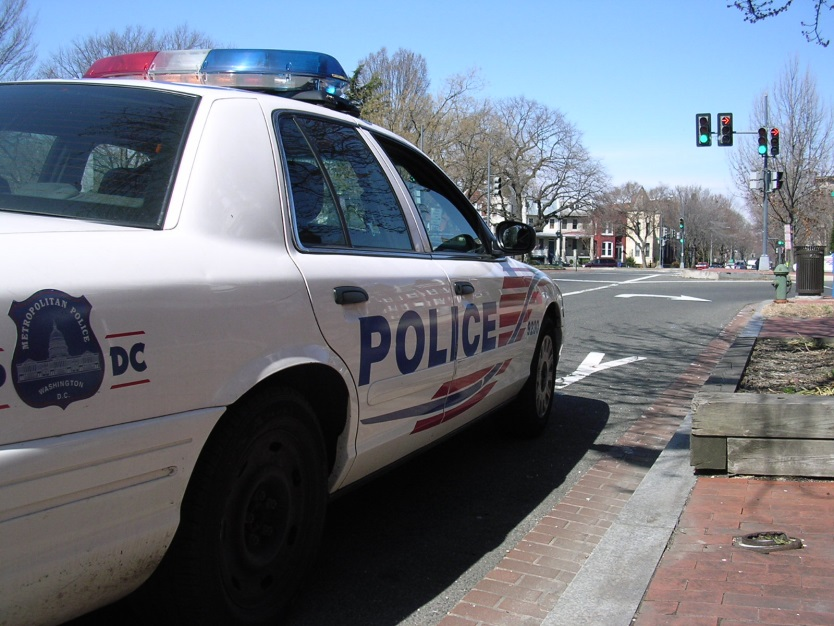 METROPOLITAN POLICE
WASHINGTON
D.C.
DC
POLICE